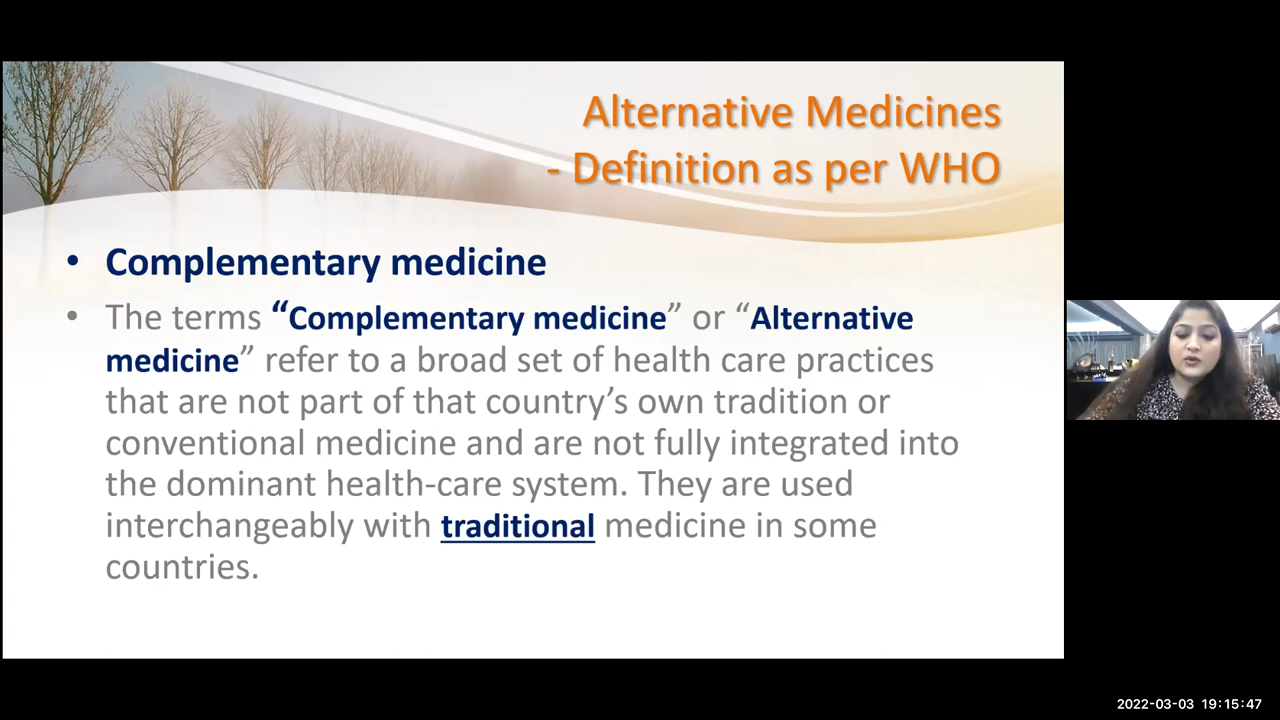 Alternative Medicines
- Definition as per WHO
• Complementary medicine
• The terms “Complementary medicine” or “Alternative
medicine” refer to a broad set of health care practices
that are not part of that country’s own tradition or
conventional medicine and are not fully integrated into
the dominant health-care system. They are used
interchangeably with traditional medicine in some
countries.
2022-03-03 19:15:47